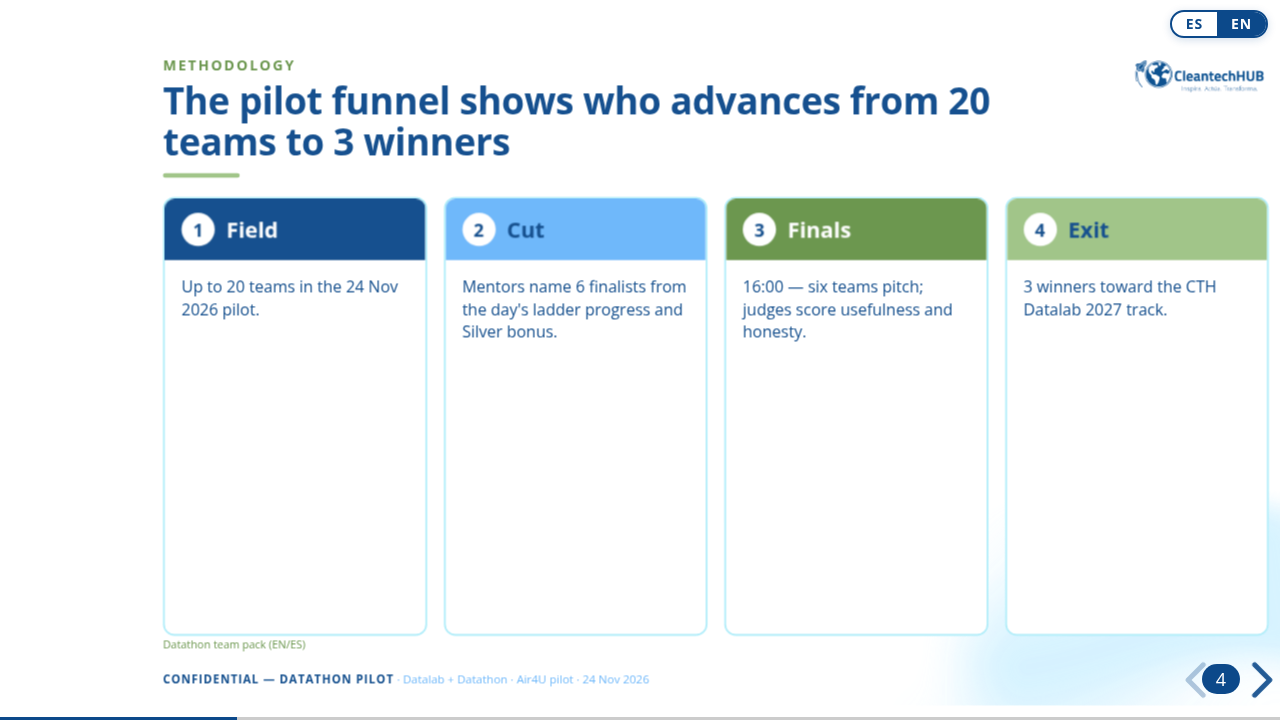 ES EN
METHODOLOGY
CleantechHUB
Inspira. Actúa. Transforma.
The pilot funnel shows who advances from 20
teams to 3 winners
1 Field
Up to 20 teams in the 24 Nov
2026 pilot.
2 Cut
Mentors name 6 finalists from
the day's ladder progress and
Silver bonus.
3 Finals
16:00 — six teams pitch;
judges score usefulness and
honesty.
4 Exit
3 winners toward the CTH
Datalab 2027 track.
Datathon team pack (EN/ES)
CONFIDENTIAL — DATATHON PILOT · Datalab + Datathon · Air4U pilot · 24 Nov 2026
4